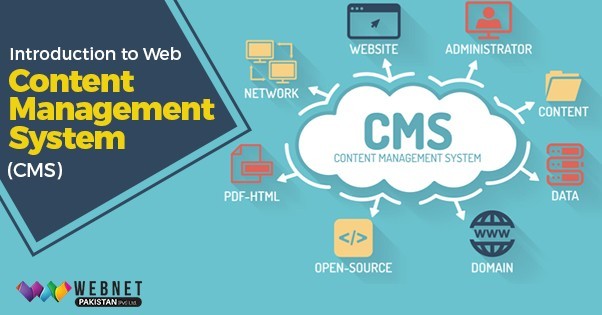 Introduction to Web
Content
Management
System
(CMS)
WEBSITE
ADMINISTRATOR
NETWORK
CONTENT
CMS
CONTENT MANAGEMENT SYSTEM
PDF-HTML
DATA
</>
WWW
OPEN-SOURCE
DOMAIN
WEBNET
PAKISTAN (Pvt) Ltd.